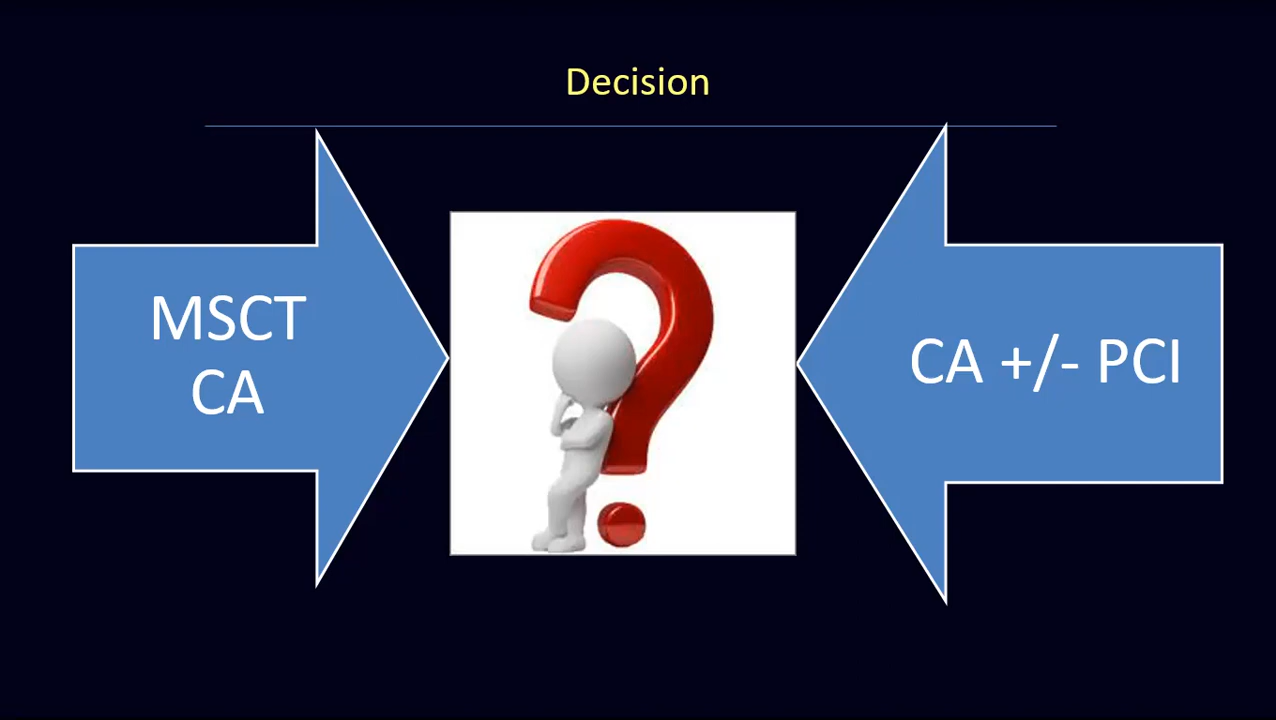 Decision
MSCT
CA
CA +/- PCI